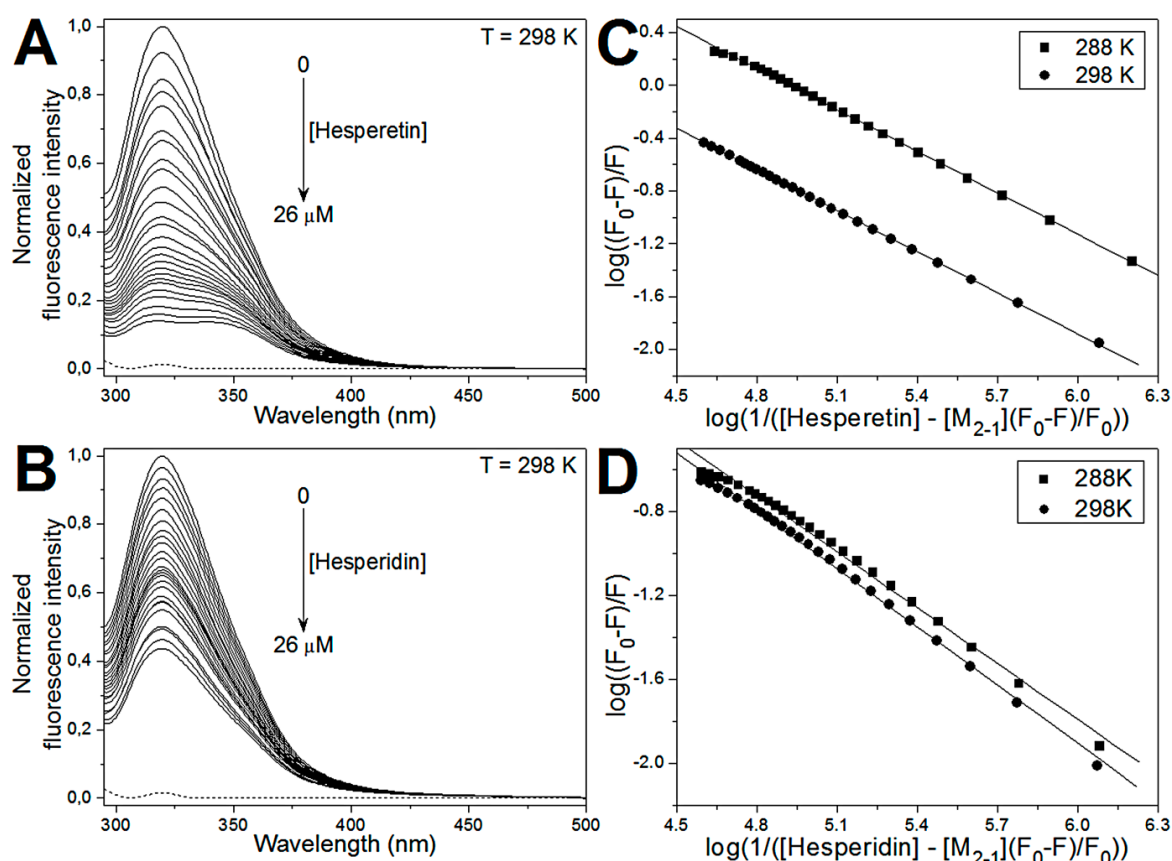 A
T = 298 K
0
[Hesperetin]
26 μM
Normalized
fluorescence intensity
1,0
0,8
0,6
0,4
0,2
0,0
300 350 400 450 500
Wavelength (nm)
C
288 K
298 K
log((F₀-F)/F)
0.4
0.0
-0.4
-0.8
-1.2
-1.6
-2.0
4.5 4.8 5.1 5.4 5.7 6.0 6.3
log(1/([Hesperetin] - [M₂₋₁](F₀-F)/F₀))
B
T = 298 K
0
[Hesperidin]
26 μM
Normalized
fluorescence intensity
1,0
0,8
0,6
0,4
0,2
0,0
300 350 400 450 500
Wavelength (nm)
D
288K
298K
log((F₀-F)/F)
-0.8
-1.2
-1.6
-2.0
4.5 4.8 5.1 5.4 5.7 6.0 6.3
log(1/([Hesperidin] - [M₂₋₁](F₀-F)/F₀))